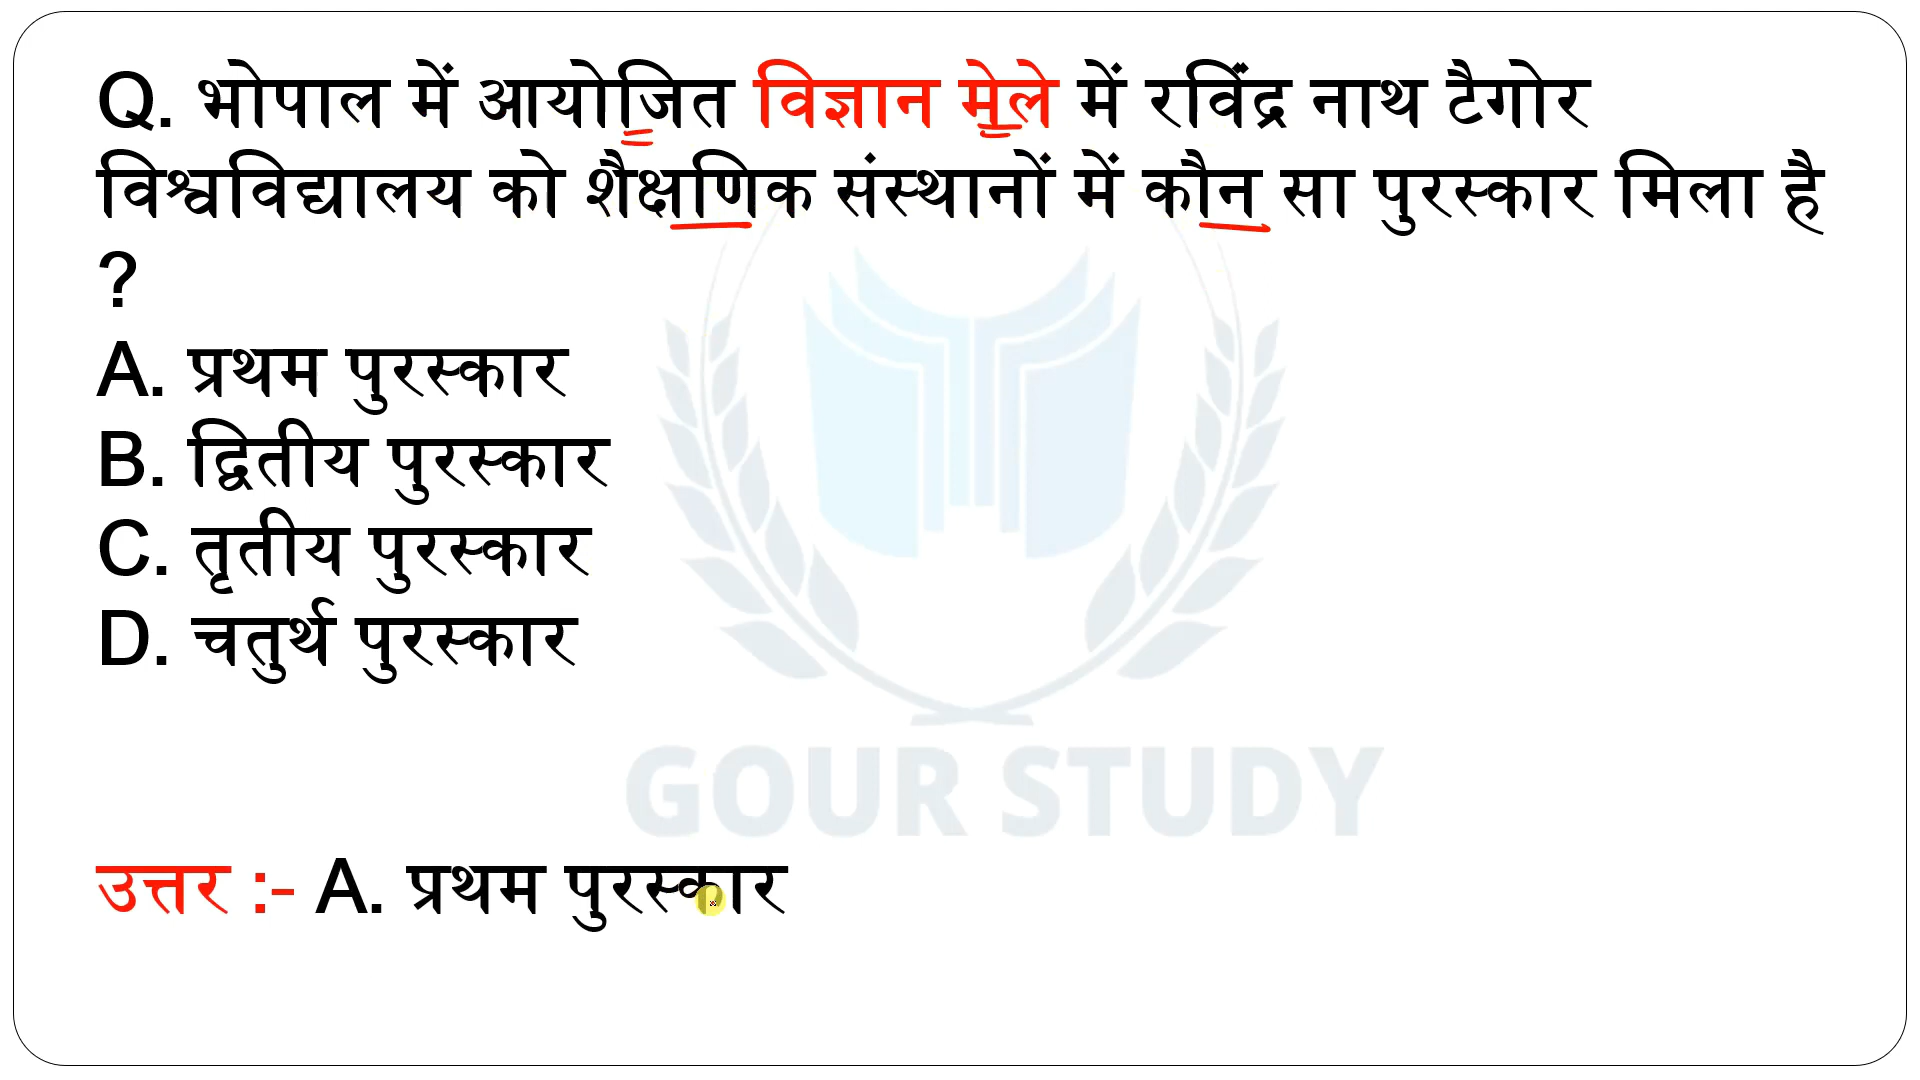 Q. भोपाल में आयोजित विज्ञान मेले में रविंद्र नाथ टैगोर
विश्वविद्यालय को शैक्षणिक संस्थानों में कौन सा पुरस्कार मिला है
?
A. प्रथम पुरस्कार
B. द्वितीय पुरस्कार
C. तृतीय पुरस्कार
D. चतुर्थ पुरस्कार
GOUR STUDY
उत्तर :- A. प्रथम पुरस्कार